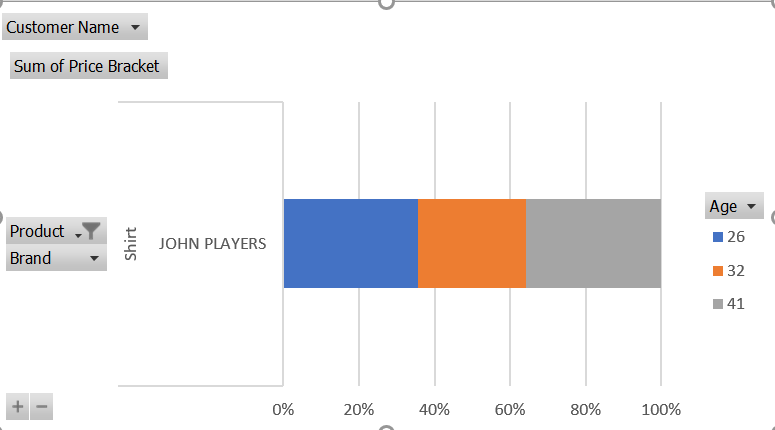 Customer Name
Sum of Price Bracket
Product
Brand
Shirt
JOHN PLAYERS
Age
26
32
41
0%
20%
40%
60%
80%
100%